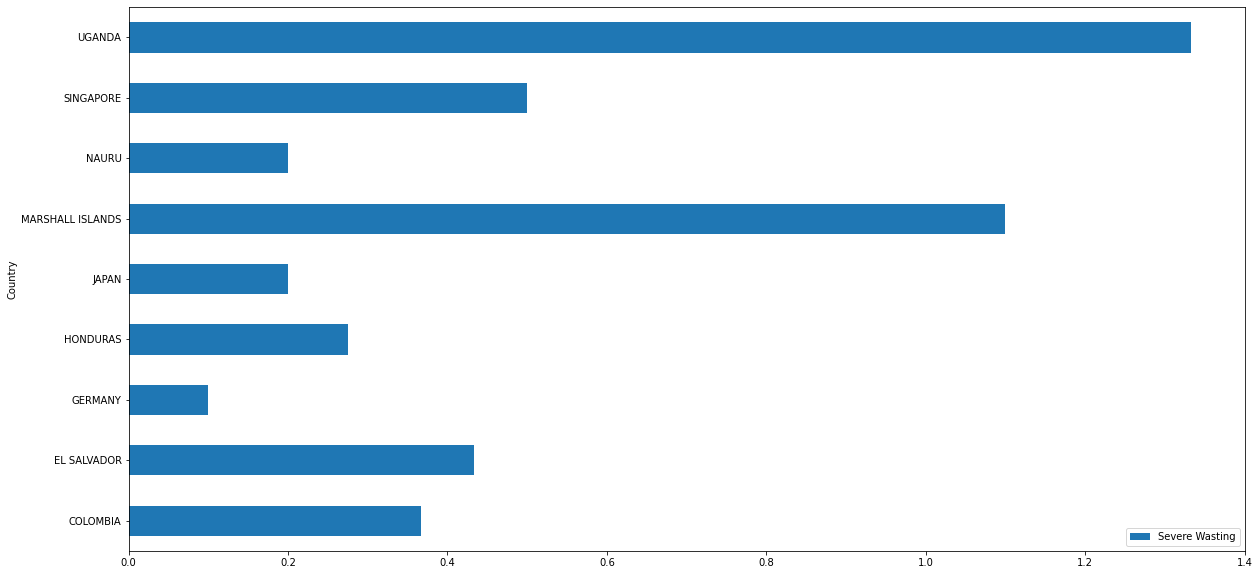 UGANDA
SINGAPORE
NAURU
MARSHALL ISLANDS
JAPAN
HONDURAS
GERMANY
EL SALVADOR
COLOMBIA
Country
0.0 0.2 0.4 0.6 0.8 1.0 1.2 1.4
Severe Wasting